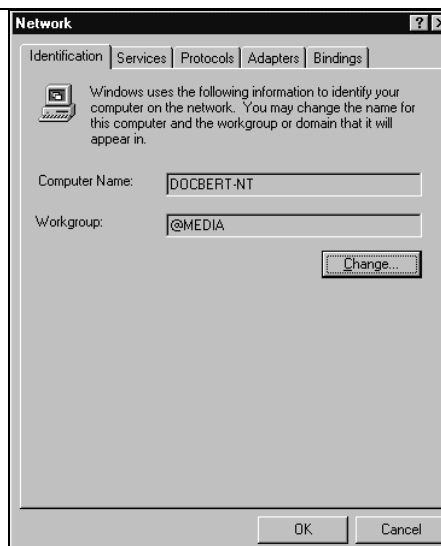 Network
Identification Services Protocols Adapters Bindings
Windows uses the following information to identify your
computer on the network. You may change the name for
this computer and the workgroup or domain that it will
appear in.
Computer Name: DOCBERT-NT
Workgroup: @MEDIA
Change...
OK Cancel